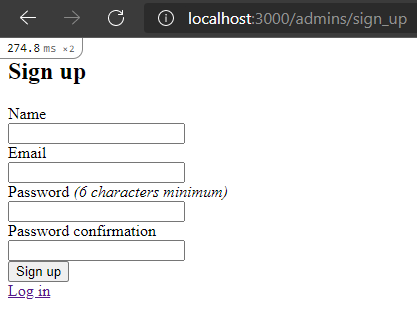 localhost:3000/admins/sign_up
274.8 ms ×2
Sign up
Name
Email
Password (6 characters minimum)
Password confirmation
Sign up
Log in